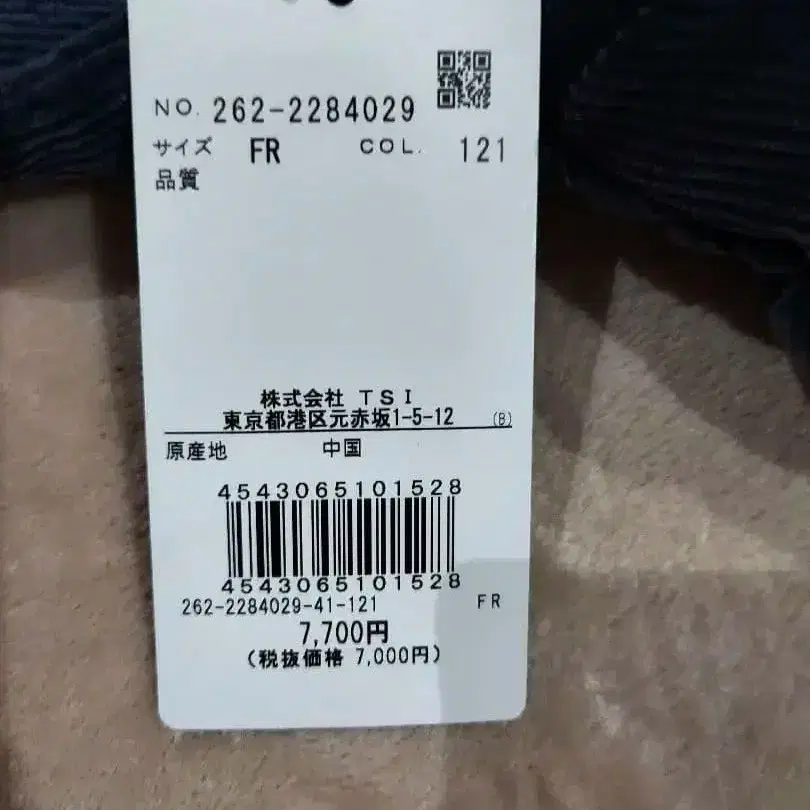 NO. 262-2284029
サイズ FR COL. 121
品質
株式会社 TSI
東京都港区元赤坂1-5-12 (B)
原産地 中国
4543065101528
4543065101528
262-2284029-41-121 FR
7,700円
(税抜価格 7,000円)